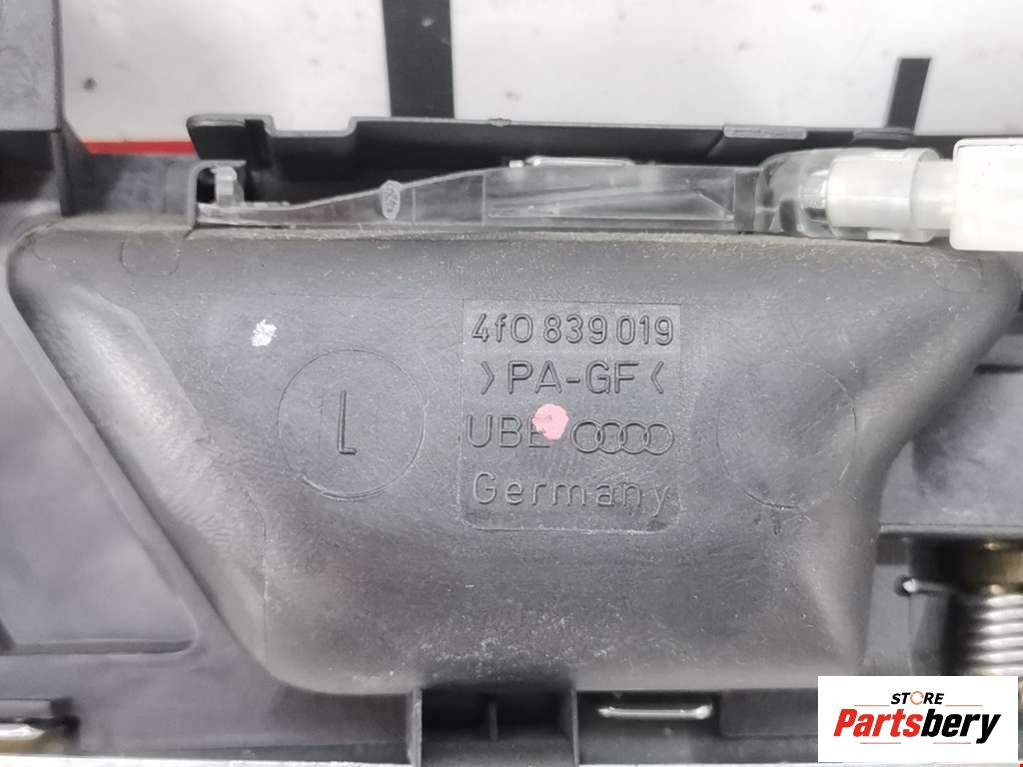 4f0 839 019
>PA-GF<
L
UBE
Germany
STORE
Partsbery